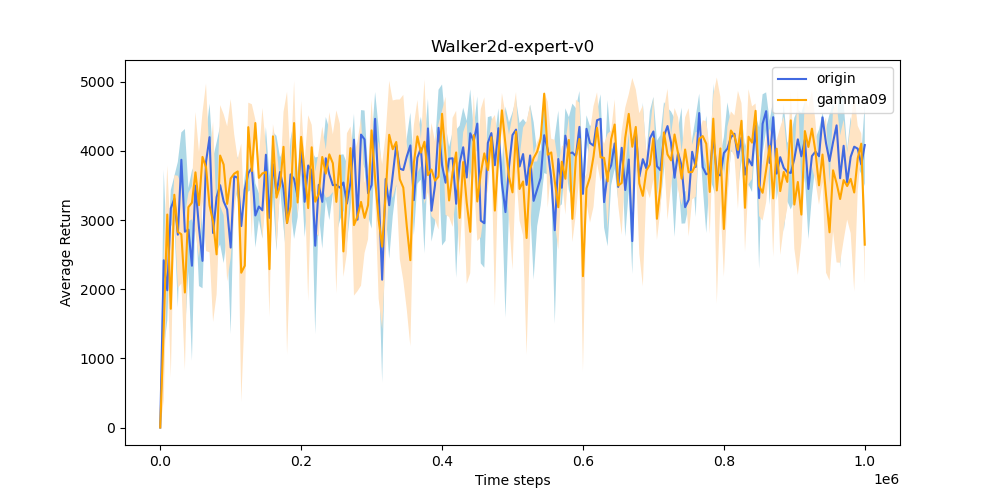 Walker2d-expert-v0
origin
gamma09
Average Return
5000
4000
3000
2000
1000
0
0.0 0.2 0.4 0.6 0.8 1.0
1e6
Time steps